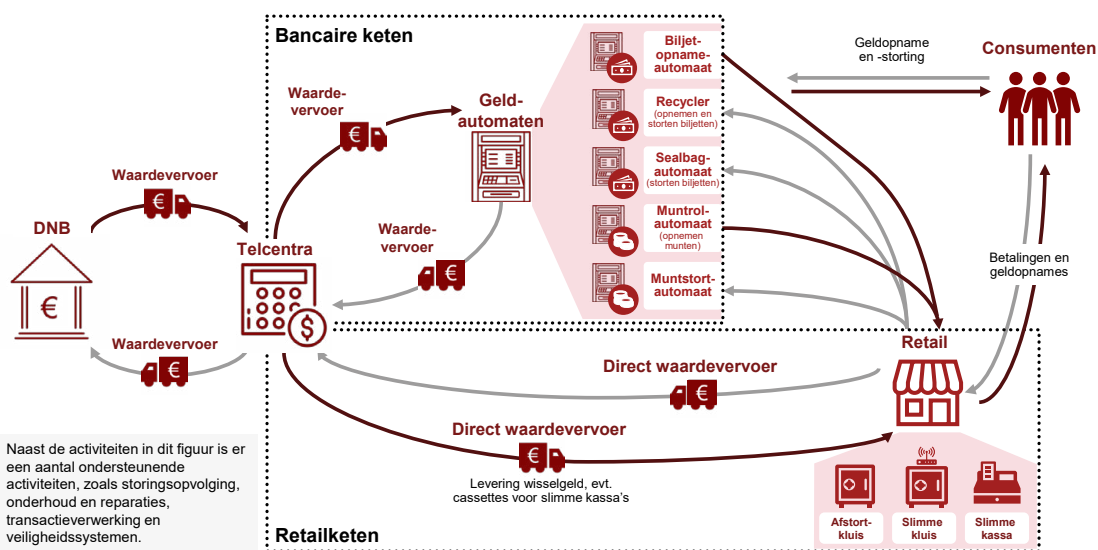 Bancaire keten
Waarde-
vervoer
Geld-
automaten
Biljet-
opname-
automaat
Recycler
(opnemen en
storten biljetten)
Sealbag-
automaat
(storten biljetten)
Muntrol-
automaat
(opnemen
munten)
Muntstort-
automaat
Geldopname
en -storting
Consumenten
Waardevervoer
€
DNB
€
Waardevervoer
€
Telcentra
$
€
Waarde-
vervoer
€
Betalingen en
geldopnames
Retail
Direct waardevervoer
€
Direct waardevervoer
€
Levering wisselgeld, evt.
cassettes voor slimme kassa's
Afstort-
kluis
Slimme
kluis
Slimme
kassa
Retailketen
Naast de activiteiten in dit figuur is er
een aantal ondersteunende
activiteiten, zoals storingsopvolging,
onderhoud en reparaties,
transactieverwerking en
veiligheidssystemen.